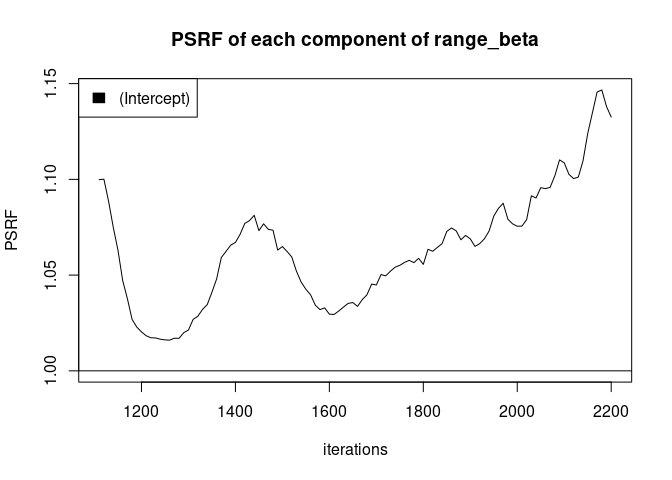 PSRF of each component of range_beta
(Intercept)
PSRF
1.15
1.10
1.05
1.00
1200 1400 1600 1800 2000 2200
iterations